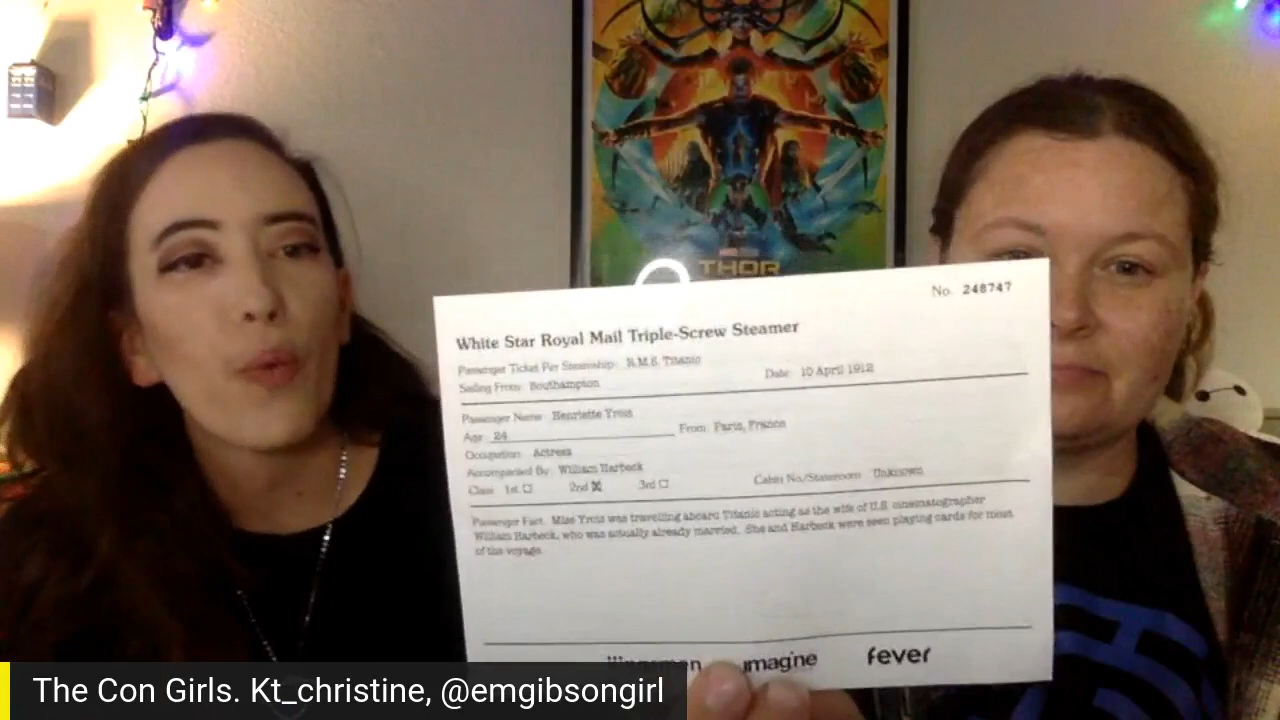 THOR
No. 248747
White Star Royal Mail Triple-Screw Steamer
Passenger Ticket Per Steamship: R.M.S. Titanic
Sailing From: Southampton Date: 10 April 1912
Passenger Name: Henriette Yrois
Age: 24 From: Paris, France
Occupation: Actress
Accompanied By: William Harbeck
Class: 1st ☐ 2nd ☒ 3rd ☐ Cabin No./Stateroom: Unknown
Passenger Fact: Miss Yrois was travelling aboard Titanic acting as the wife of U.S. cinematographer
William Harbeck, who was actually already married. She and Harbeck were seen playing cards for most
of the voyage.
imagine fever
The Con Girls. Kt_christine, @emgibsongirl